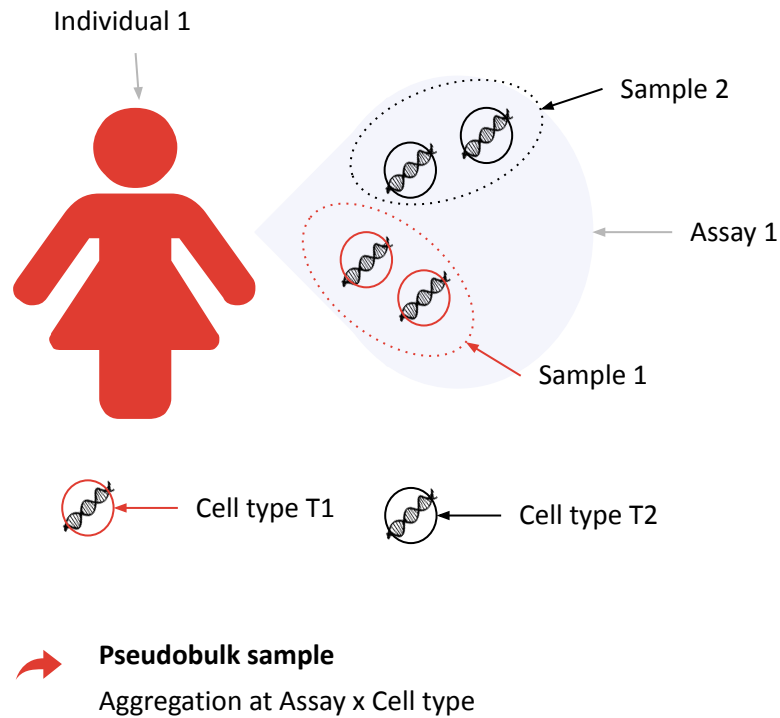 Individual 1
Sample 2
Assay 1
Sample 1
Cell type T1
Cell type T2
Pseudobulk sample
Aggregation at Assay x Cell type